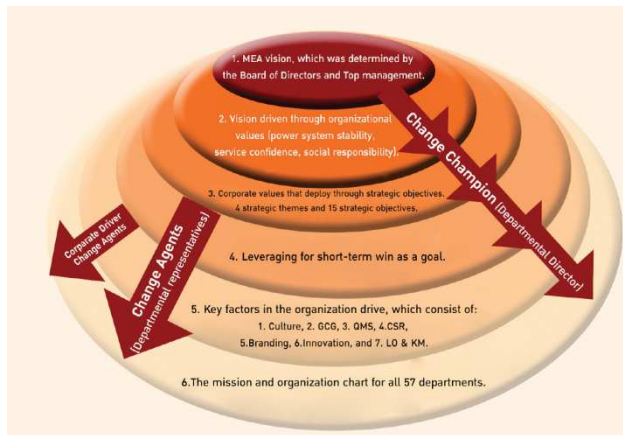 1. MEA vision, which was determined by
the Board of Directors and Top management.
2. Vision driven through organizational
values (power system stability,
service confidence, social responsibility).
3. Corporate values that deploy through strategic objectives.
4 strategic themes and 15 strategic objectives.
4. Leveraging for short-term win as a goal.
5. Key factors in the organization drive, which consist of:
1. Culture, 2. GCG, 3. QMS, 4.CSR,
5.Branding, 6.Innovation, and 7. LO & KM.
6.The mission and organization chart for all 57 departments.
Change Champion (Departmental Director)
Corporate Driver
Change Agents
Change Agents
(Departmental representatives)